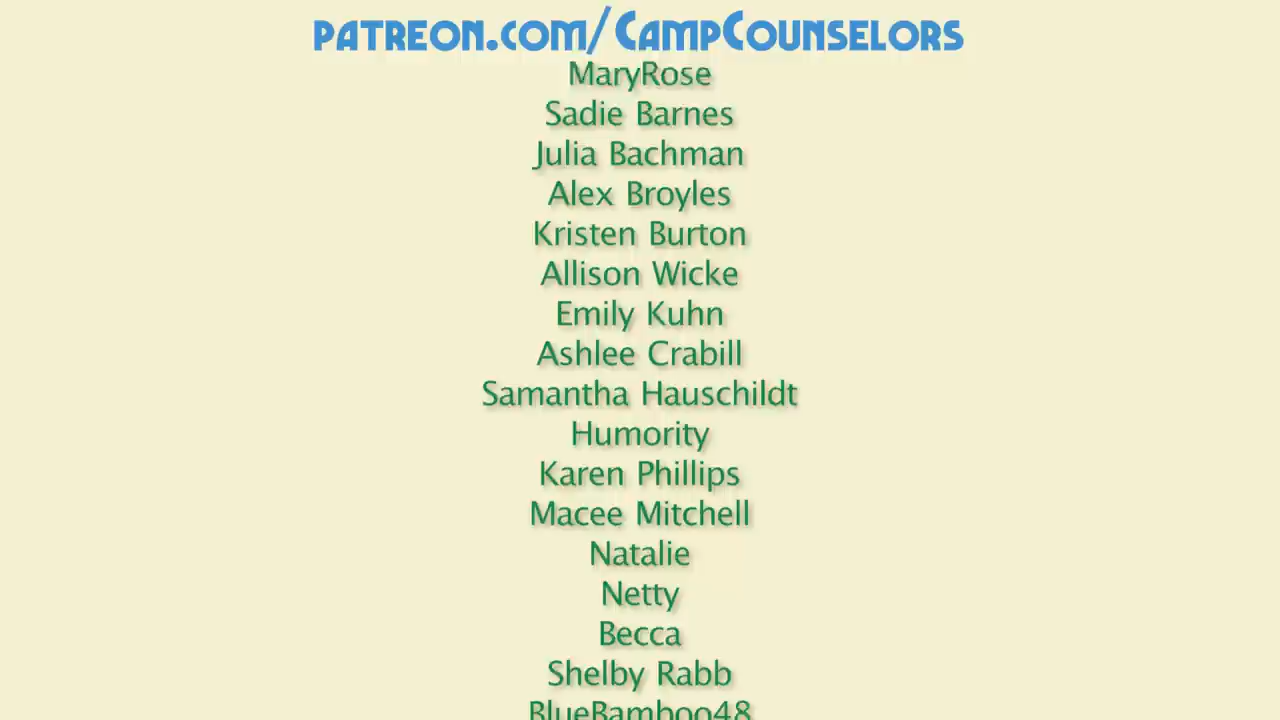 patreon.com/CampCounselors
MaryRose
Sadie Barnes
Julia Bachman
Alex Broyles
Kristen Burton
Allison Wicke
Emily Kuhn
Ashlee Crabill
Samantha Hauschildt
Humority
Karen Phillips
Macee Mitchell
Natalie
Netty
Becca
Shelby Rabb
BlueBamboo48